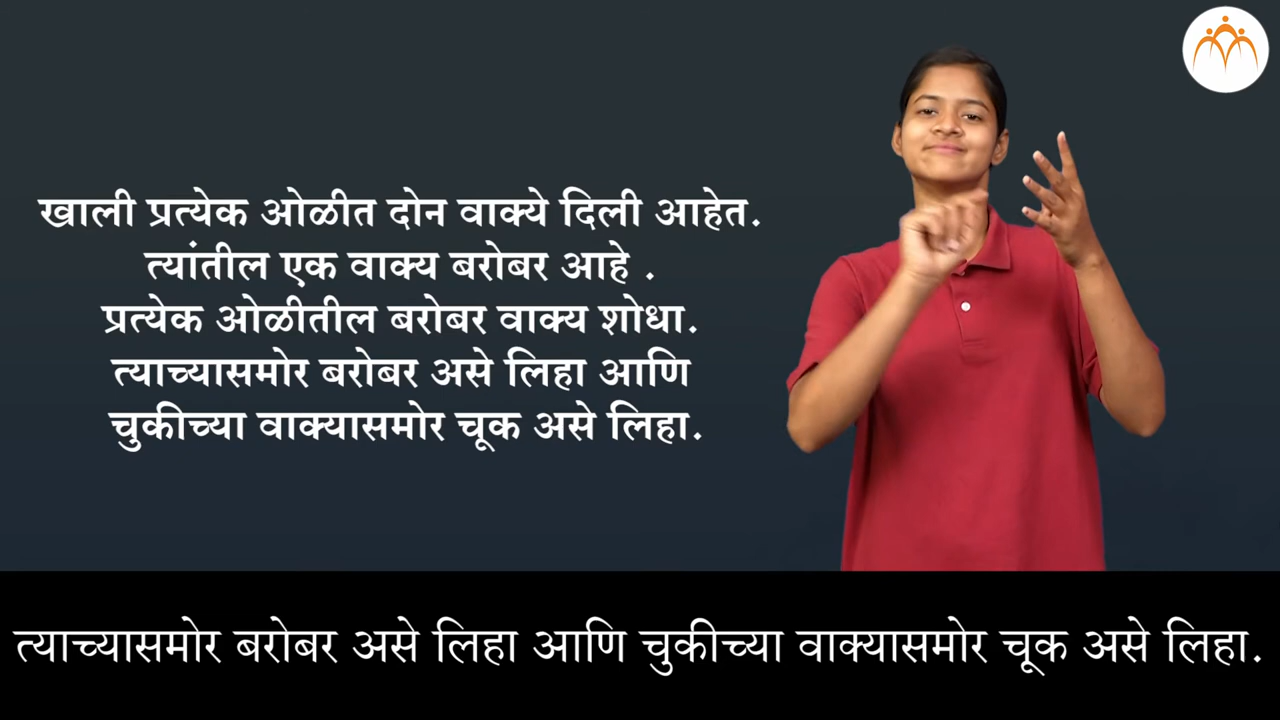 खाली प्रत्येक ओळीत दोन वाक्ये दिली आहेत.
त्यांतील एक वाक्य बरोबर आहे .
प्रत्येक ओळीतील बरोबर वाक्य शोधा.
त्याच्यासमोर बरोबर असे लिहा आणि
चुकीच्या वाक्यासमोर चूक असे लिहा.
त्याच्यासमोर बरोबर असे लिहा आणि चुकीच्या वाक्यासमोर चूक असे लिहा.